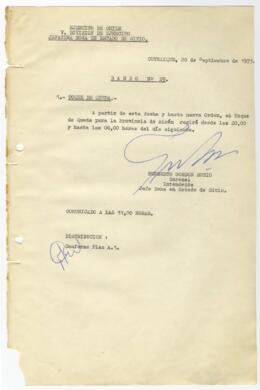 EJERCITO DE CHILE
V. DIVISION DE EJERCITO
JEFATURA ZONA EN ESTADO DE SITIO.
COYHAIQUE, 20 de Septiembre de 1973.
BANDO Nº
1.- TOQUE DE QUEDA.
A partir de esta fecha y hasta nueva Orden, el Toque
de Queda para la Provincia de Aisén regirá desde las 20,00
y hasta las 06,00 horas del día siguiente.
HUMBERTO GORDON RUBIO
Coronel
Intendente
Jefe Zona en Estado de Sitio.
COMUNICADO A LAS 11,00 HORAS.
DISTRIBUCION :
Conforme Plan A.1.